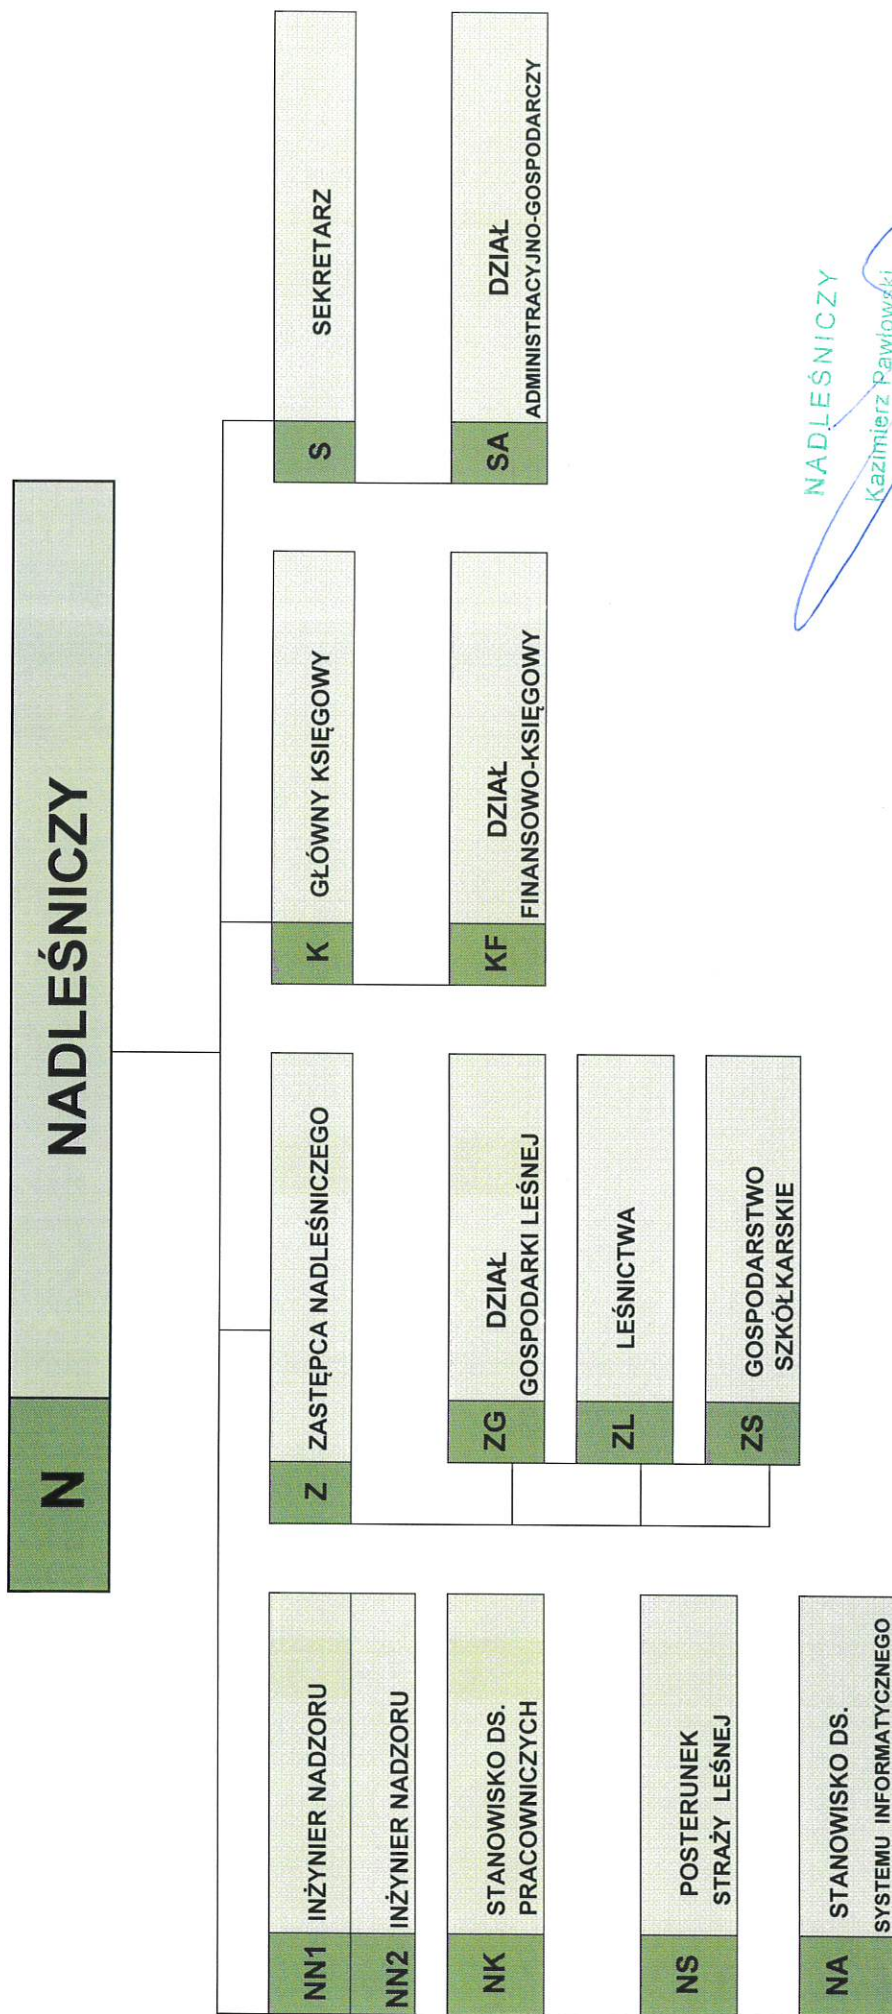 N NADLEŚNICZY
NN1 INŻYNIER NADZORU
NN2 INŻYNIER NADZORU
NK STANOWISKO DS.
PRACOWNICZYCH
NS POSTERUNEK
STRAŻY LEŚNEJ
NA STANOWISKO DS.
SYSTEMU INFORMATYCZNEGO
Z ZASTĘPCA NADLEŚNICZEGO
ZG DZIAŁ
GOSPODARKI LEŚNEJ
ZL LEŚNICTWA
ZS GOSPODARSTWO
SZKÓŁKARSKIE
K GŁÓWNY KSIĘGOWY
KF DZIAŁ
FINANSOWO-KSIĘGOWY
S SEKRETARZ
SA DZIAŁ
ADMINISTRACYJNO-GOSPODARCZY
NADLEŚNICZY
Kazimierz Pawłowski